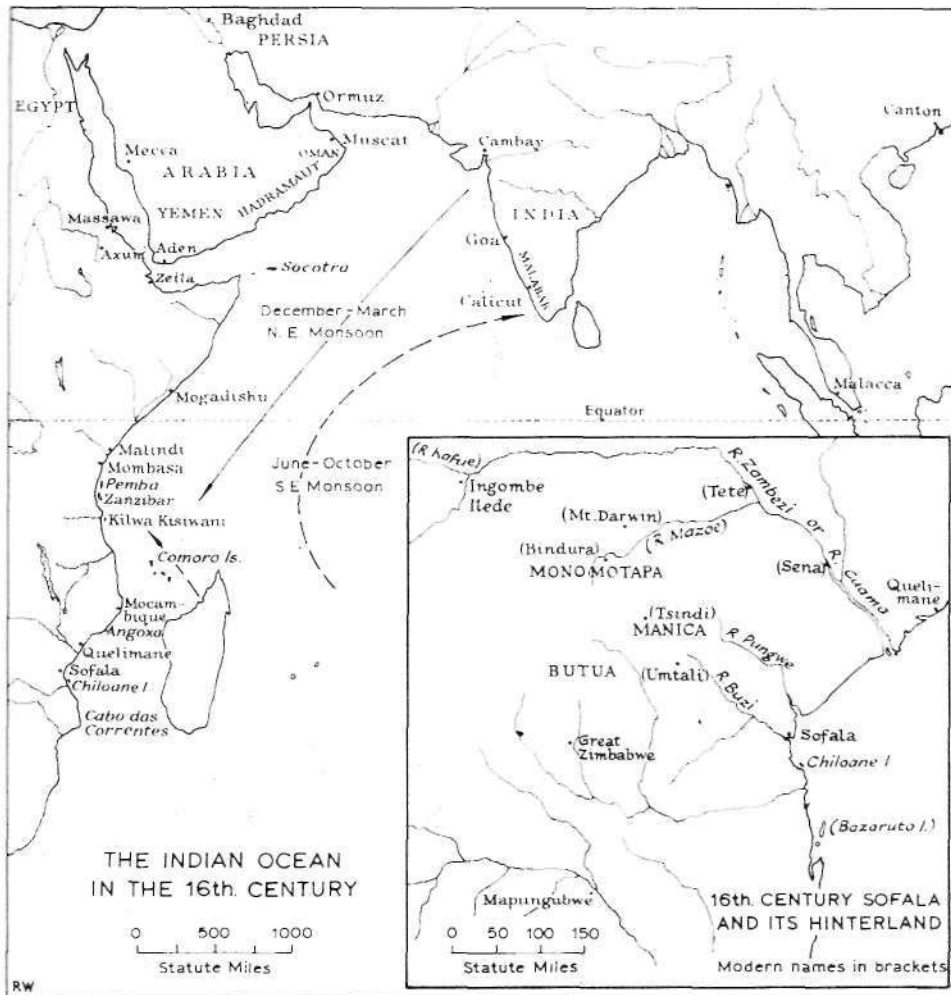 Baghdad
PERSIA
EGYPT
Ormuz
Canton
Muscat
Cambay
OMAN
Mecca
ARABIA
HADRAMAUT
YEMEN
INDIA
Massawa
Goa
Axum
Aden
Socotra
MALABAR
Zeila
Calicut
December - March
N. E. Monsoon
Malacca
Mogadishu
Equator
Malindi
Mombasa
June-October
S E Monsoon
Pemba
Zanzibar
Kilwa Kisiwani
Comoro Is.
Mocam-
bique
Angoxa
Quelimane
Sofala
Chiloane I.
Cabo das
Correntes
THE INDIAN OCEAN
IN THE 16th. CENTURY
0 500 1000
Statute Miles
RW
(R Kafue)
R. Zambezi or R. Cuama
Ingombe
Ilede
(Tete)
(Mt. Darwin)
(R Mazoe)
(Bindura)
MONOMOTAPA
(Sena)
Queli-
mane
(Tsindi)
MANICA
R Pungwe
BUTUA
(Umtali)
R Buzi
Sofala
Great
Zimbabwe
Chiloane I
(Bazaruto I.)
Mapungubwe
16th. CENTURY SOFALA
AND ITS HINTERLAND
0 50 100 150
Statute Miles
Modern names in brackets